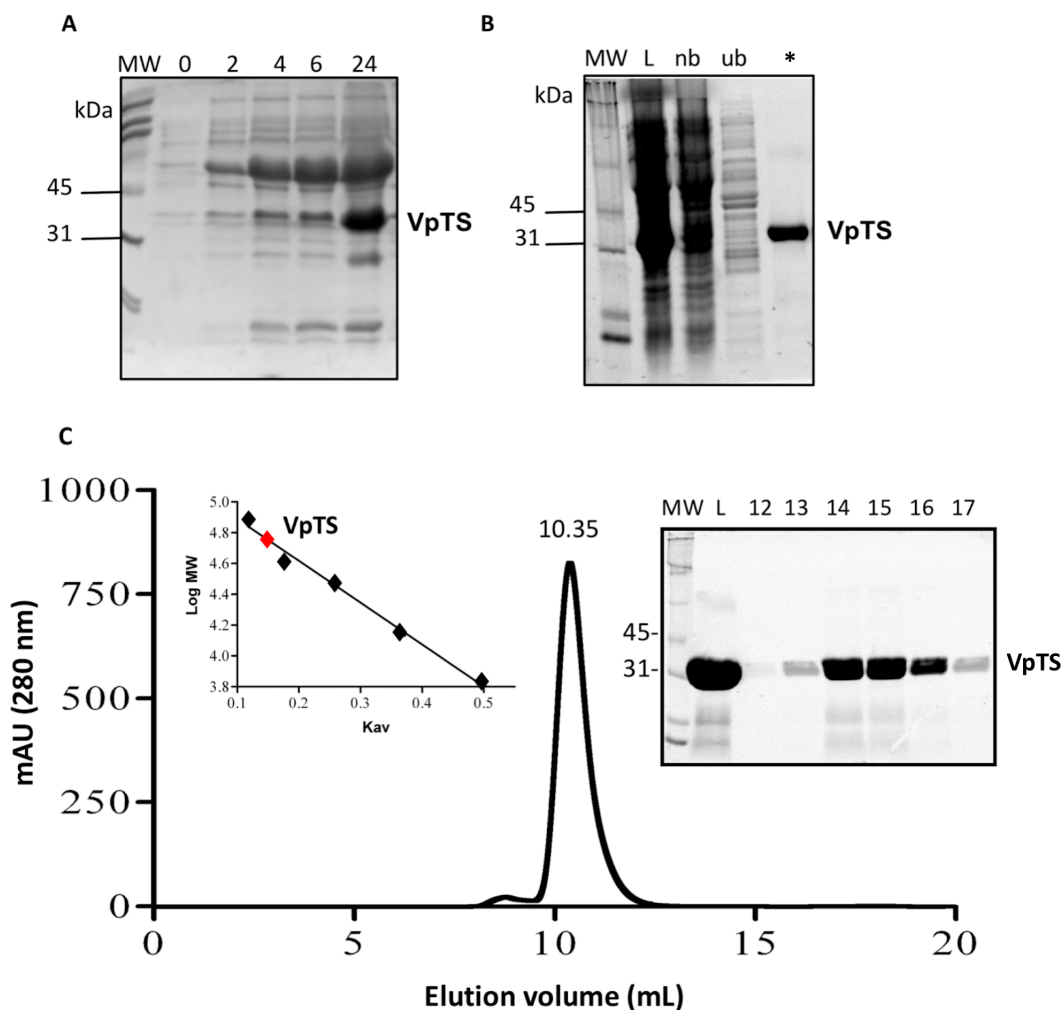 A
MW 0 2 4 6 24
kDa
45
31
VpTS
B
MW L nb ub *
kDa
45
31
VpTS
C
mAU (280 nm)
1000
750
500
250
0
0 5 10 15 20
Elution volume (mL)
10.35
Log MW
5.0
4.8
4.6
4.4
4.2
4.0
3.8
0.1 0.2 0.3 0.4 0.5
Kav
VpTS
MW L 12 13 14 15 16 17
45-
31-
VpTS